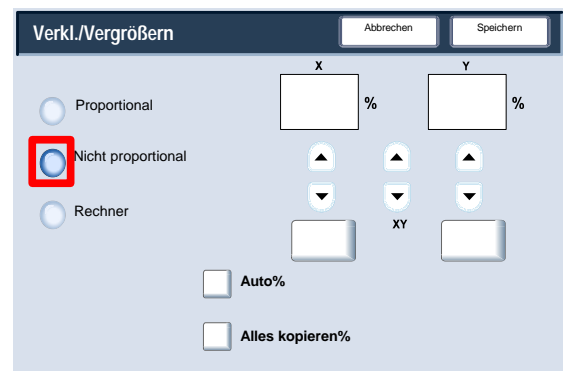 Verkl./Vergrößern
Abbrechen
Speichern
X
Y
Proportional
%
%
Nicht proportional
Rechner
XY
Auto%
Alles kopieren%